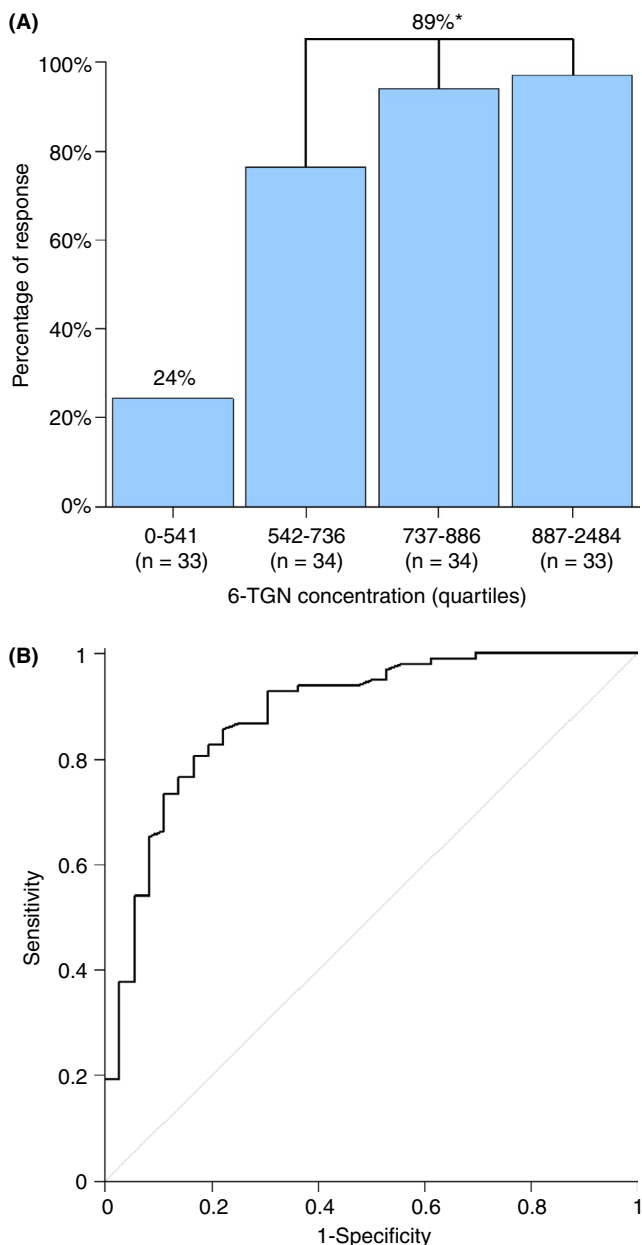 (A)
89%*
100%
80%
60%
40%
20%
0%
Percentage of response
24%
0-541 542-736 737-886 887-2484
(n = 33) (n = 34) (n = 34) (n = 33)
6-TGN concentration (quartiles)
(B)
1
0.8
0.6
0.4
0.2
0
Sensitivity
0 0.2 0.4 0.6 0.8 1
1-Specificity